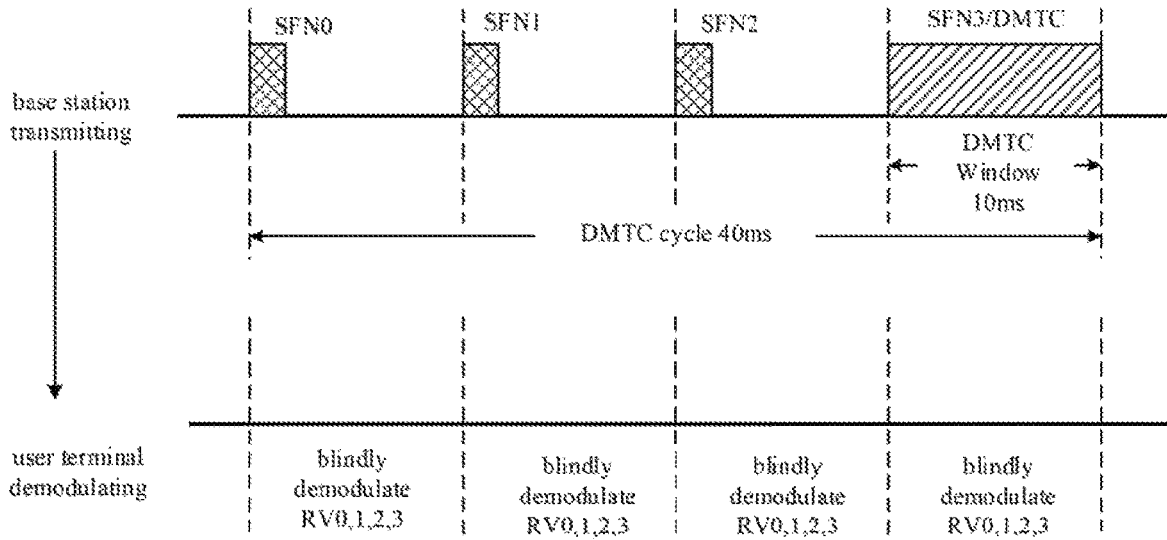 SFN0
SFN1
SFN2
SFN3/DMTC
base station
transmitting
DMTC
Window
10ms
DMTC cycle 40ms
user terminal
demodulating
blindly
demodulate
RV0,1,2,3
blindly
demodulate
RV0,1,2,3
blindly
demodulate
RV0,1,2,3
blindly
demodulate
RV0,1,2,3